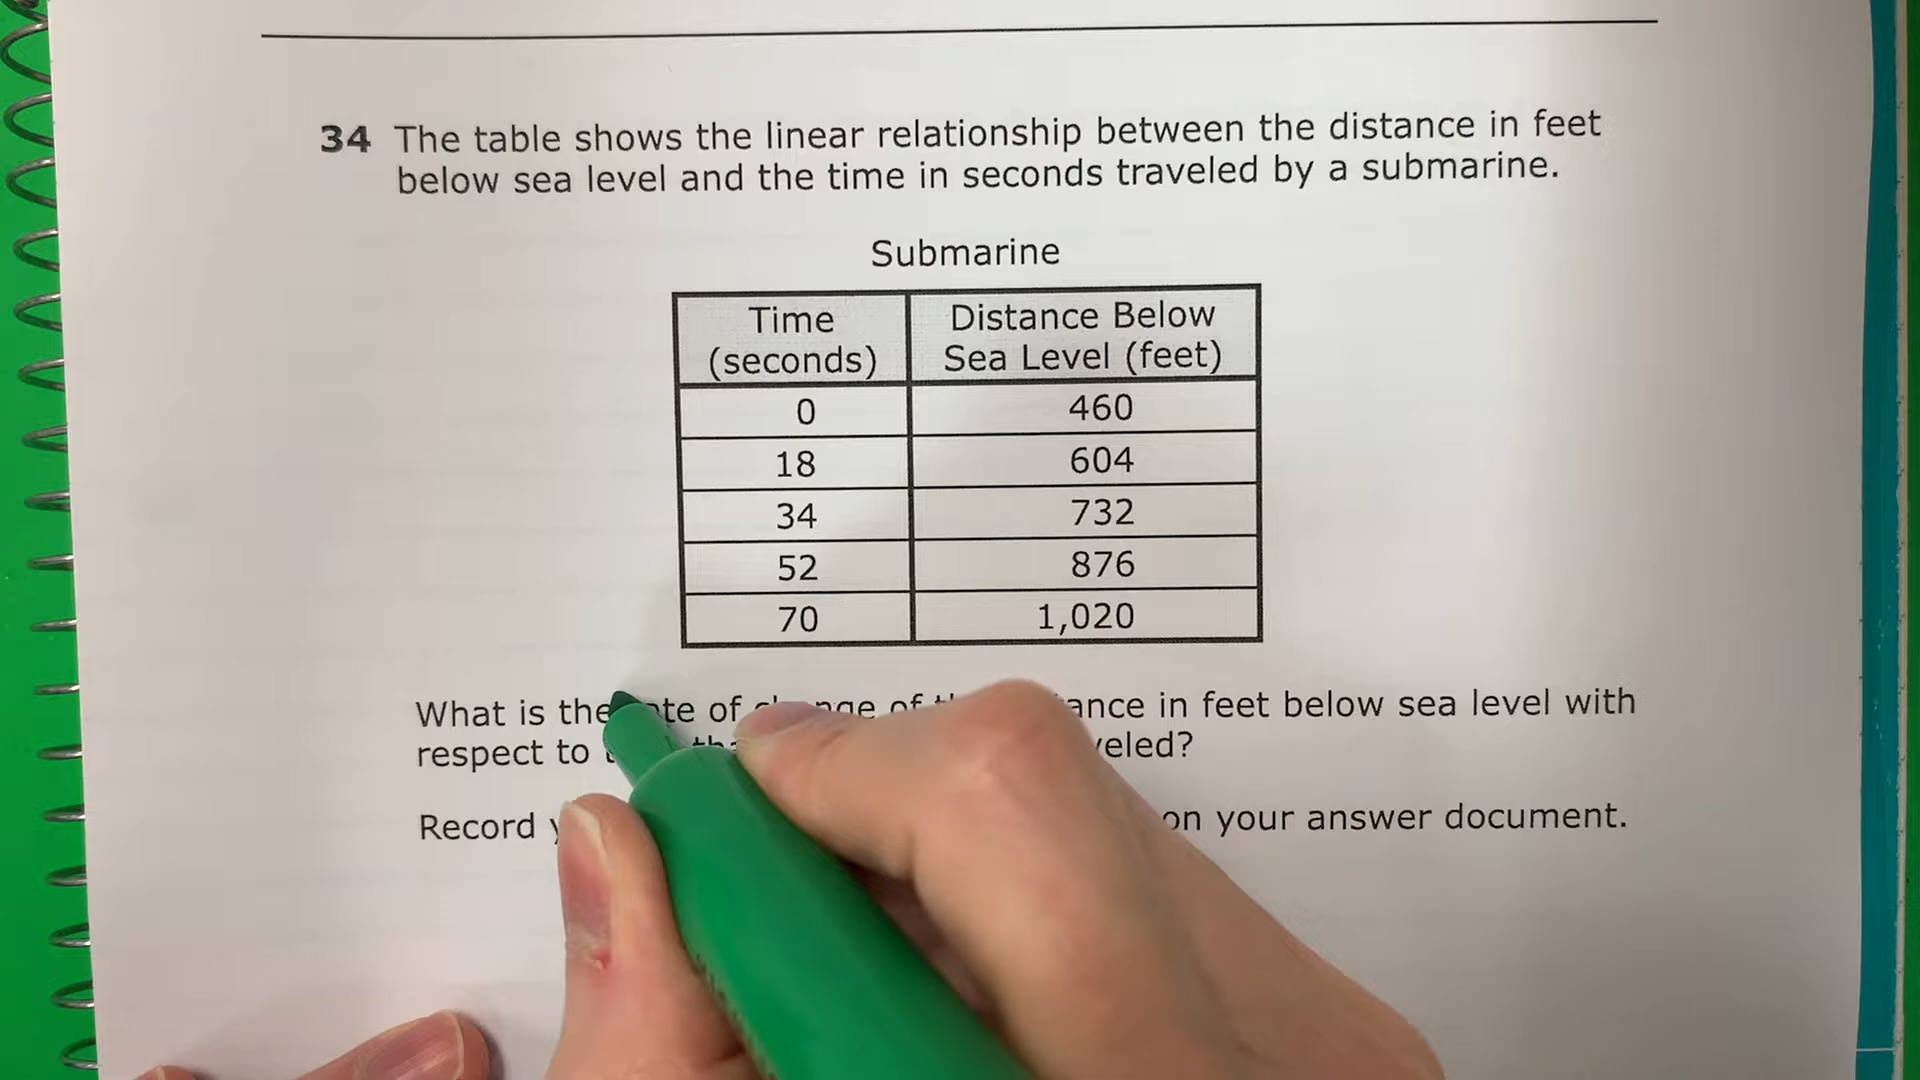 34 The table shows the linear relationship between the distance in feet
below sea level and the time in seconds traveled by a submarine.
Submarine
Time (seconds) Distance Below Sea Level (feet)
0 460
18 604
34 732
52 876
70 1,020
What is the of in feet below sea level with
respect to
Record on your answer document.